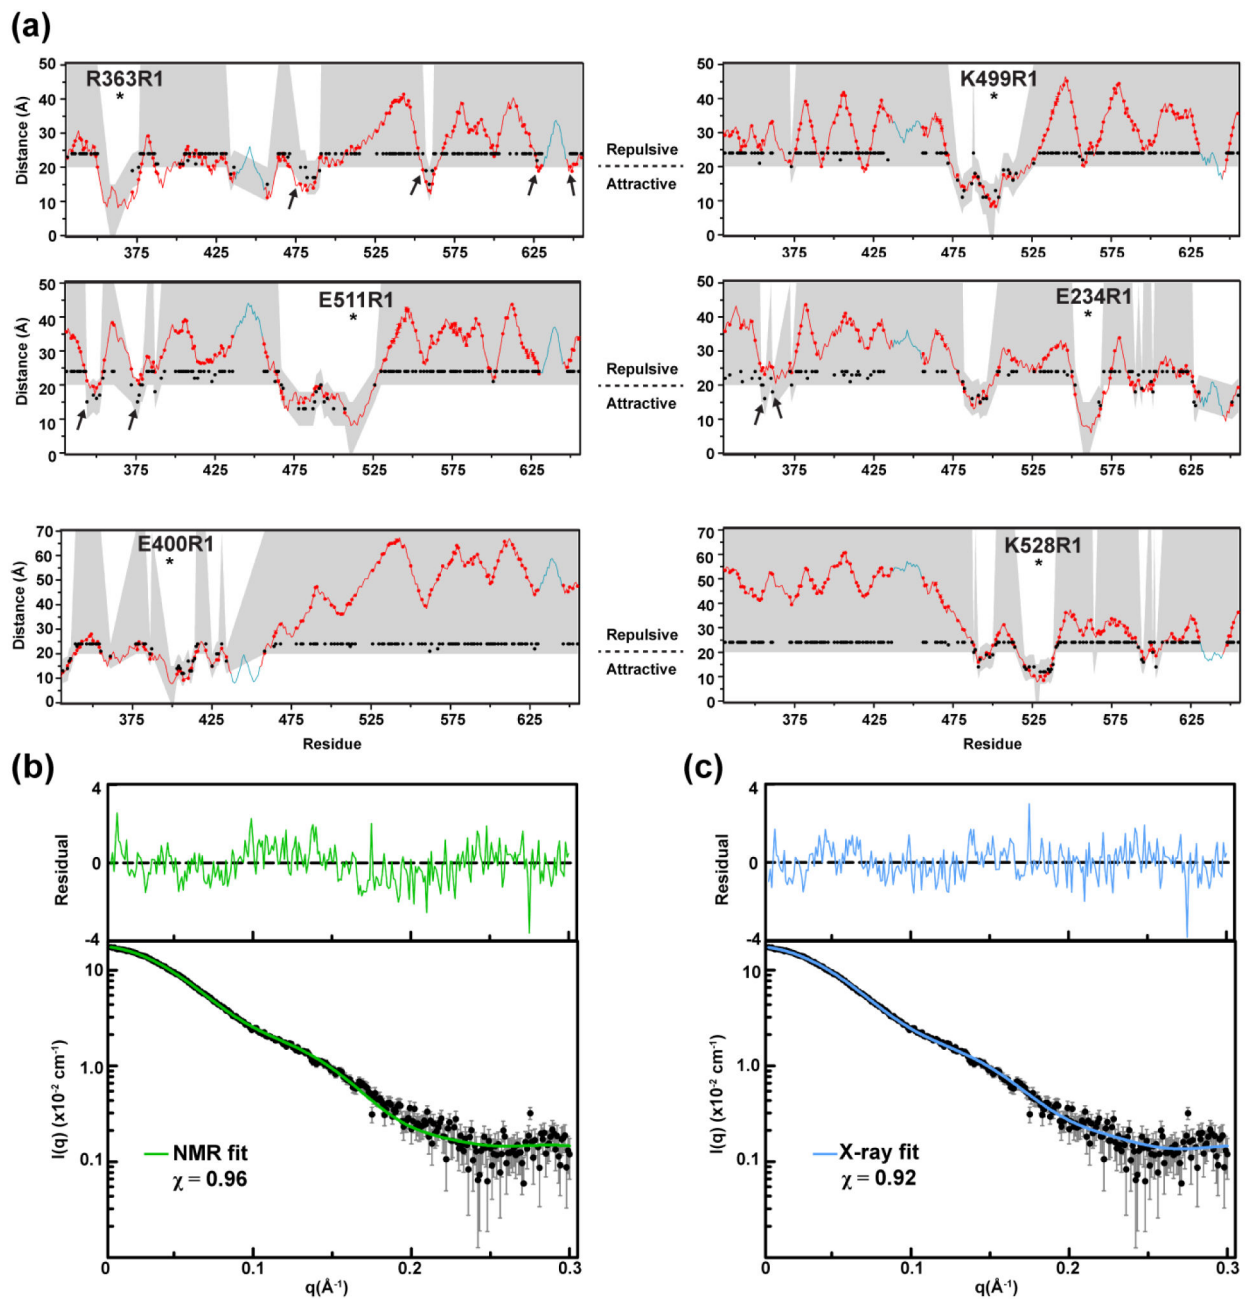 (a)
R363R1
*
50
40
30
20
10
0
Distance (Å)
375 425 475 525 575 625
Repulsive
Attractive
K499R1
*
50
40
30
20
10
0
375 425 475 525 575 625
E511R1
*
50
40
30
20
10
0
Distance (Å)
375 425 475 525 575 625
Repulsive
Attractive
E234R1
*
50
40
30
20
10
0
375 425 475 525 575 625
E400R1
*
70
60
50
40
30
20
10
0
Distance (Å)
375 425 475 525 575 625
Residue
Repulsive
Attractive
K528R1
*
70
60
50
40
30
20
10
0
375 425 475 525 575 625
Residue
(b)
4
0
-4
Residual
10
1.0
0.1
I(q) (x10⁻² cm⁻¹)
NMR fit
χ = 0.96
0 0.1 0.2 0.3
q(Å⁻¹)
(c)
4
0
-4
Residual
10
1.0
0.1
I(q) (x10⁻² cm⁻¹)
X-ray fit
χ = 0.92
0 0.1 0.2 0.3
q(Å⁻¹)